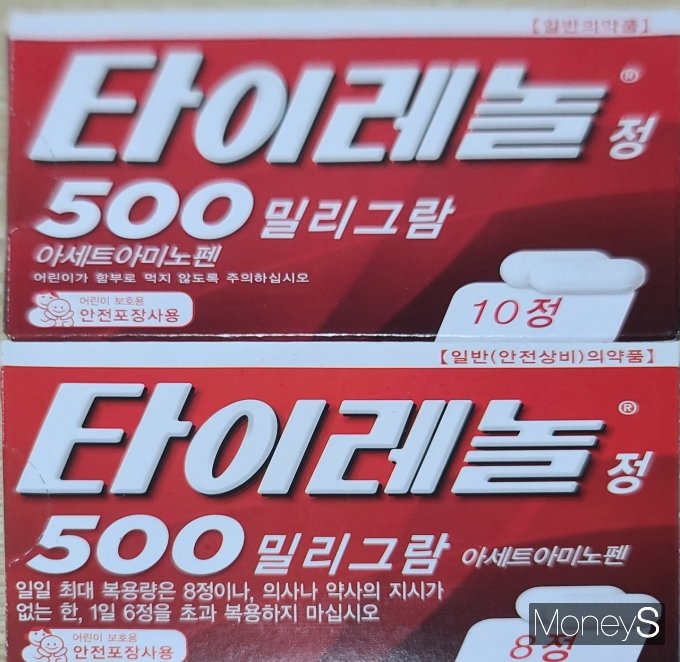 【일반의약품】
타이레놀® 정
500 밀리그람
아세트아미노펜
어린이가 함부로 먹지 않도록 주의하십시오
어린이 보호용
안전포장사용
10정
【일반(안전상비)의약품】
타이레놀® 정
500 밀리그람 아세트아미노펜
일일 최대 복용량은 8정이나, 의사나 약사의 지시가
없는 한, 1일 6정을 초과 복용하지 마십시오
어린이 보호용
안전포장사용
8정
MoneyS